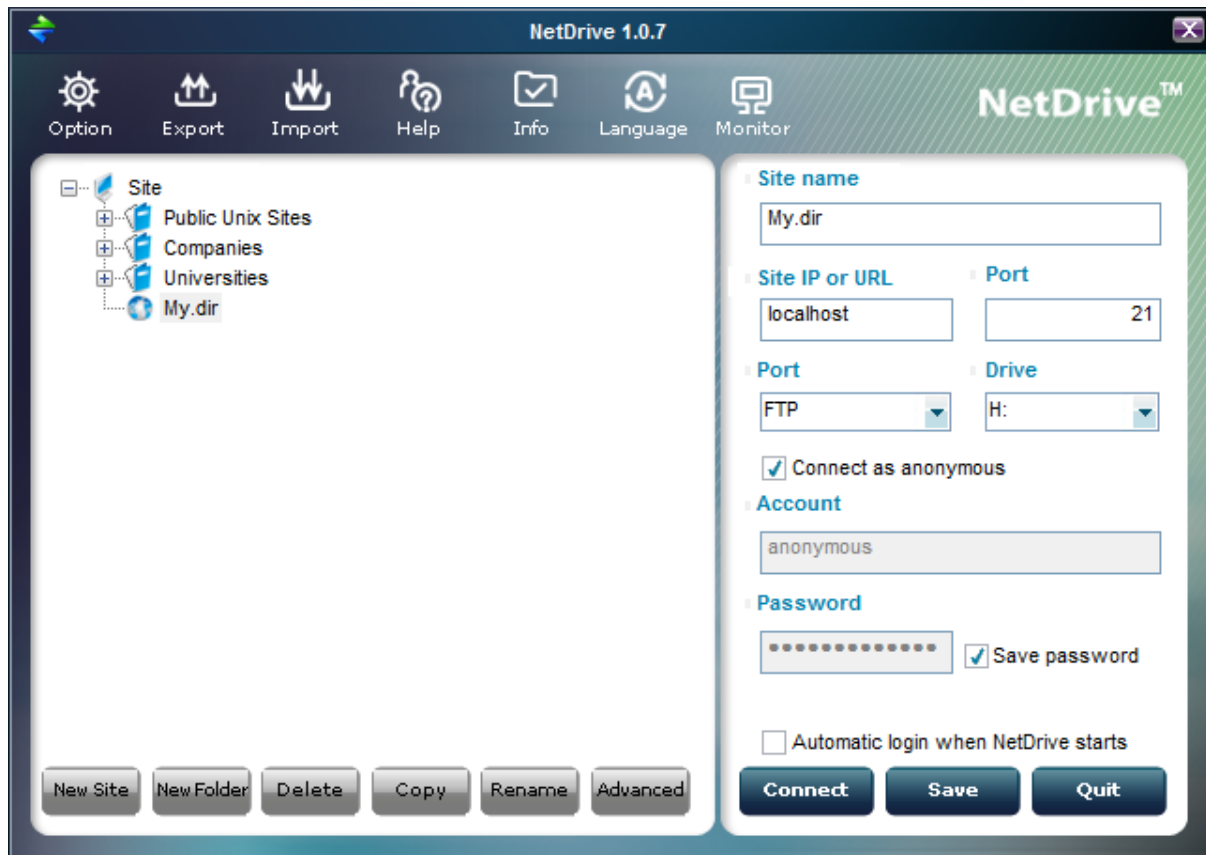 NetDrive 1.0.7
Option Export Import Help Info Language Monitor
NetDrive™
Site
Public Unix Sites
Companies
Universities
My.dir
New Site New Folder Delete Copy Rename Advanced
Site name
My.dir
Site IP or URL Port
localhost 21
Port Drive
FTP H:
Connect as anonymous
Account
anonymous
Password
•••••••••••••
Save password
Automatic login when NetDrive starts
Connect Save Quit